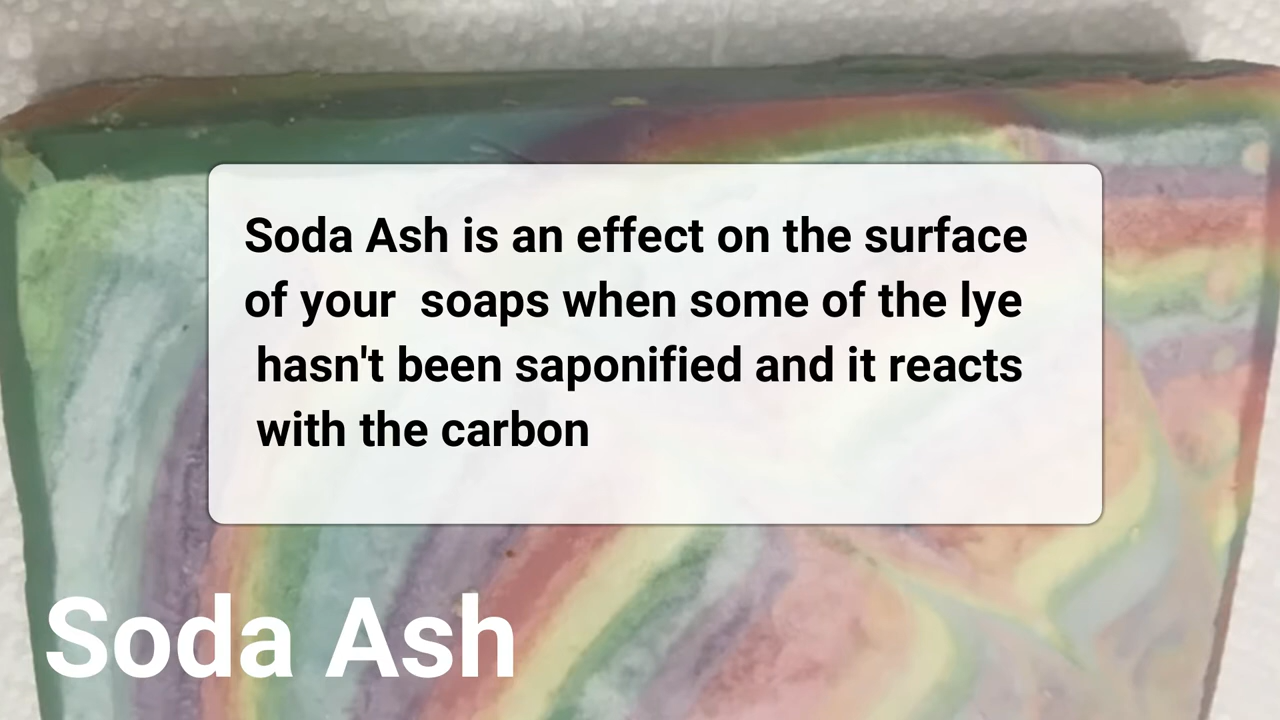 Soda Ash is an effect on the surface
of your  soaps when some of the lye
hasn't been saponified and it reacts
with the carbon
Soda Ash